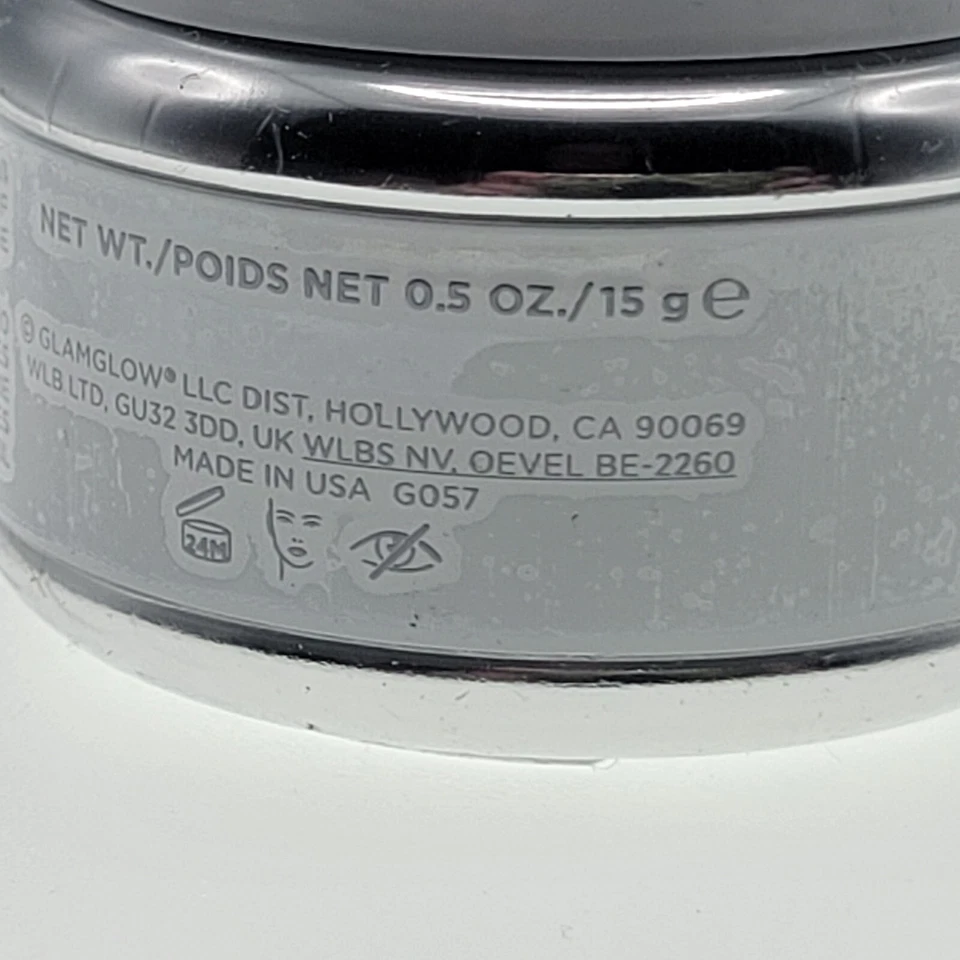 NET WT./POIDS NET 0.5 OZ./15 g ℮
© GLAMGLOW® LLC DIST, HOLLYWOOD, CA 90069
WLB LTD, GU32 3DD, UK WLBS NV, OEVEL BE-2260
MADE IN USA G057
24M